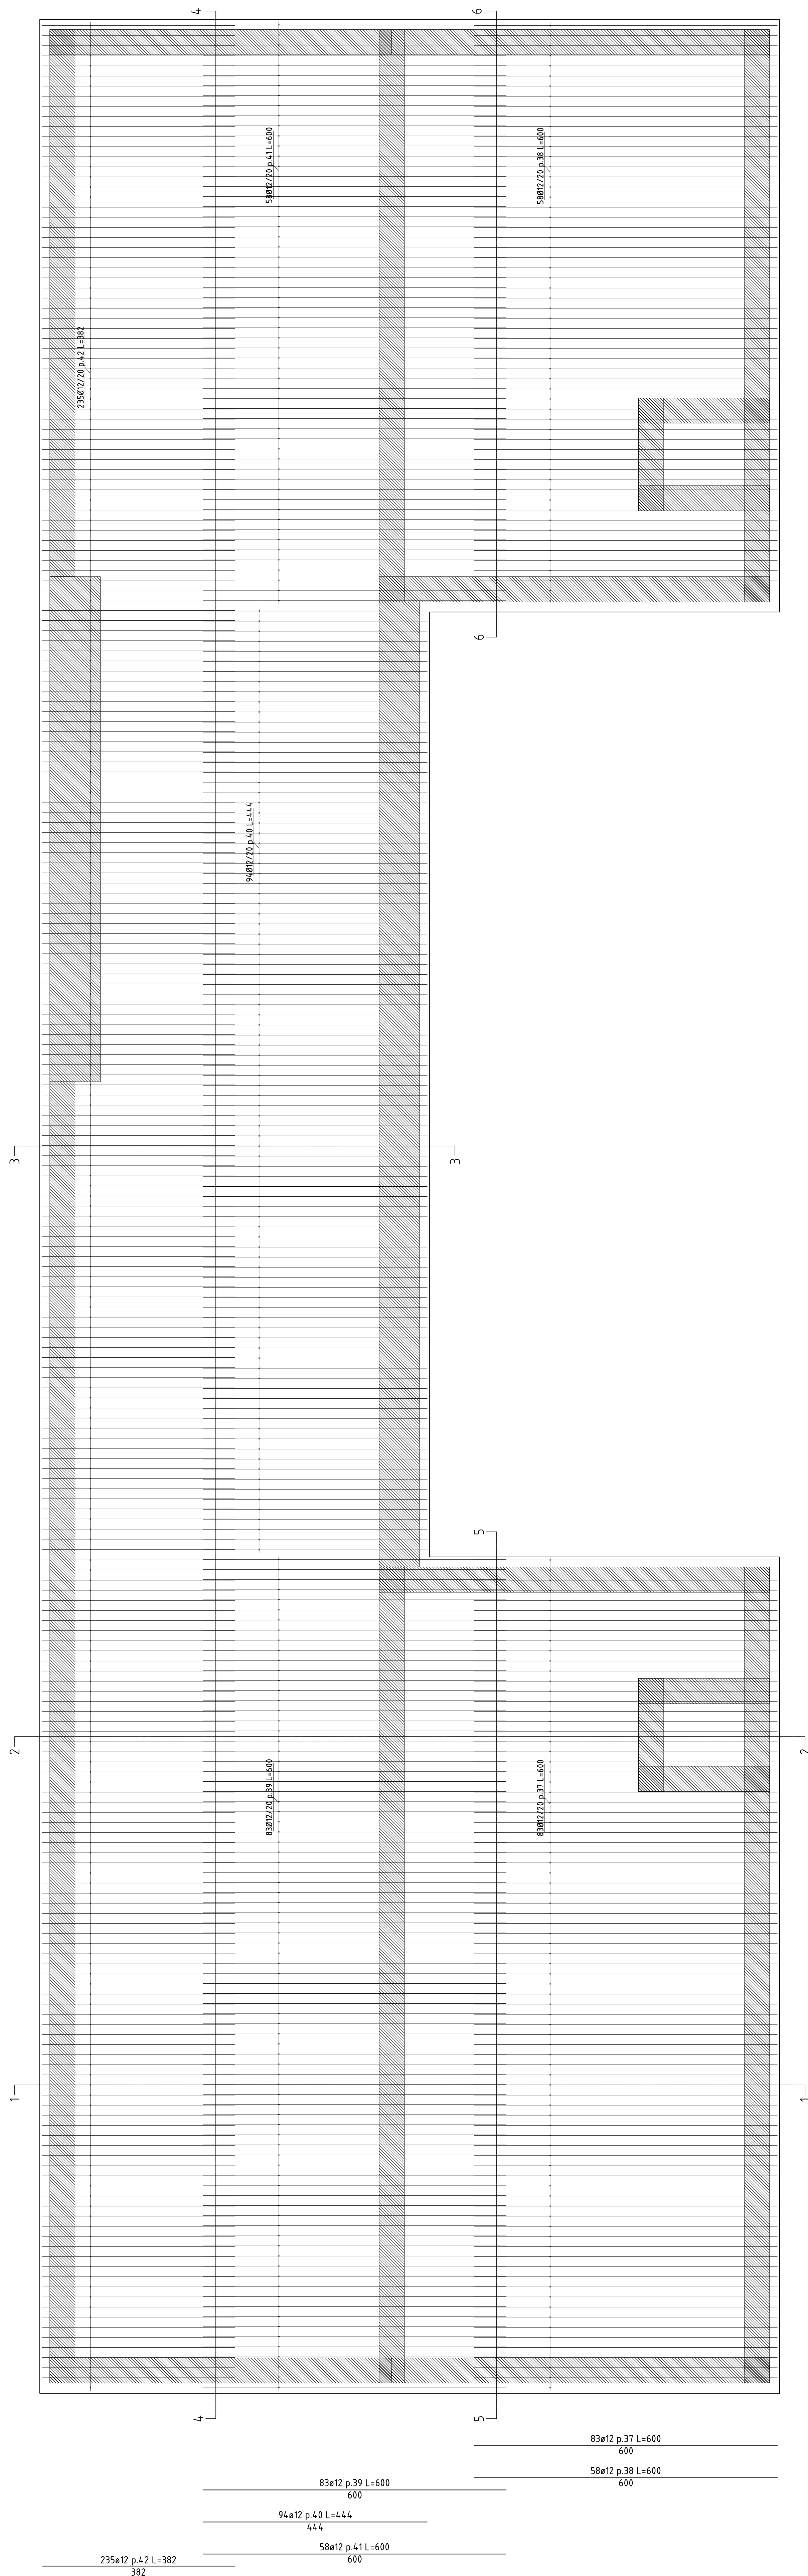 4
6
58Ø12/20 p.41 L=600
58Ø12/20 p.38 L=600
235Ø12/20 p.42 L=382
6
94Ø12/20 p.40 L=444
3
3
5
2
2
83Ø12/20 p.39 L=600
83Ø12/20 p.37 L=600
1
1
4
5
83ø12 p.37 L=600
600
58ø12 p.38 L=600
600
83ø12 p.39 L=600
600
94ø12 p.40 L=444
444
58ø12 p.41 L=600
600
235ø12 p.42 L=382
382